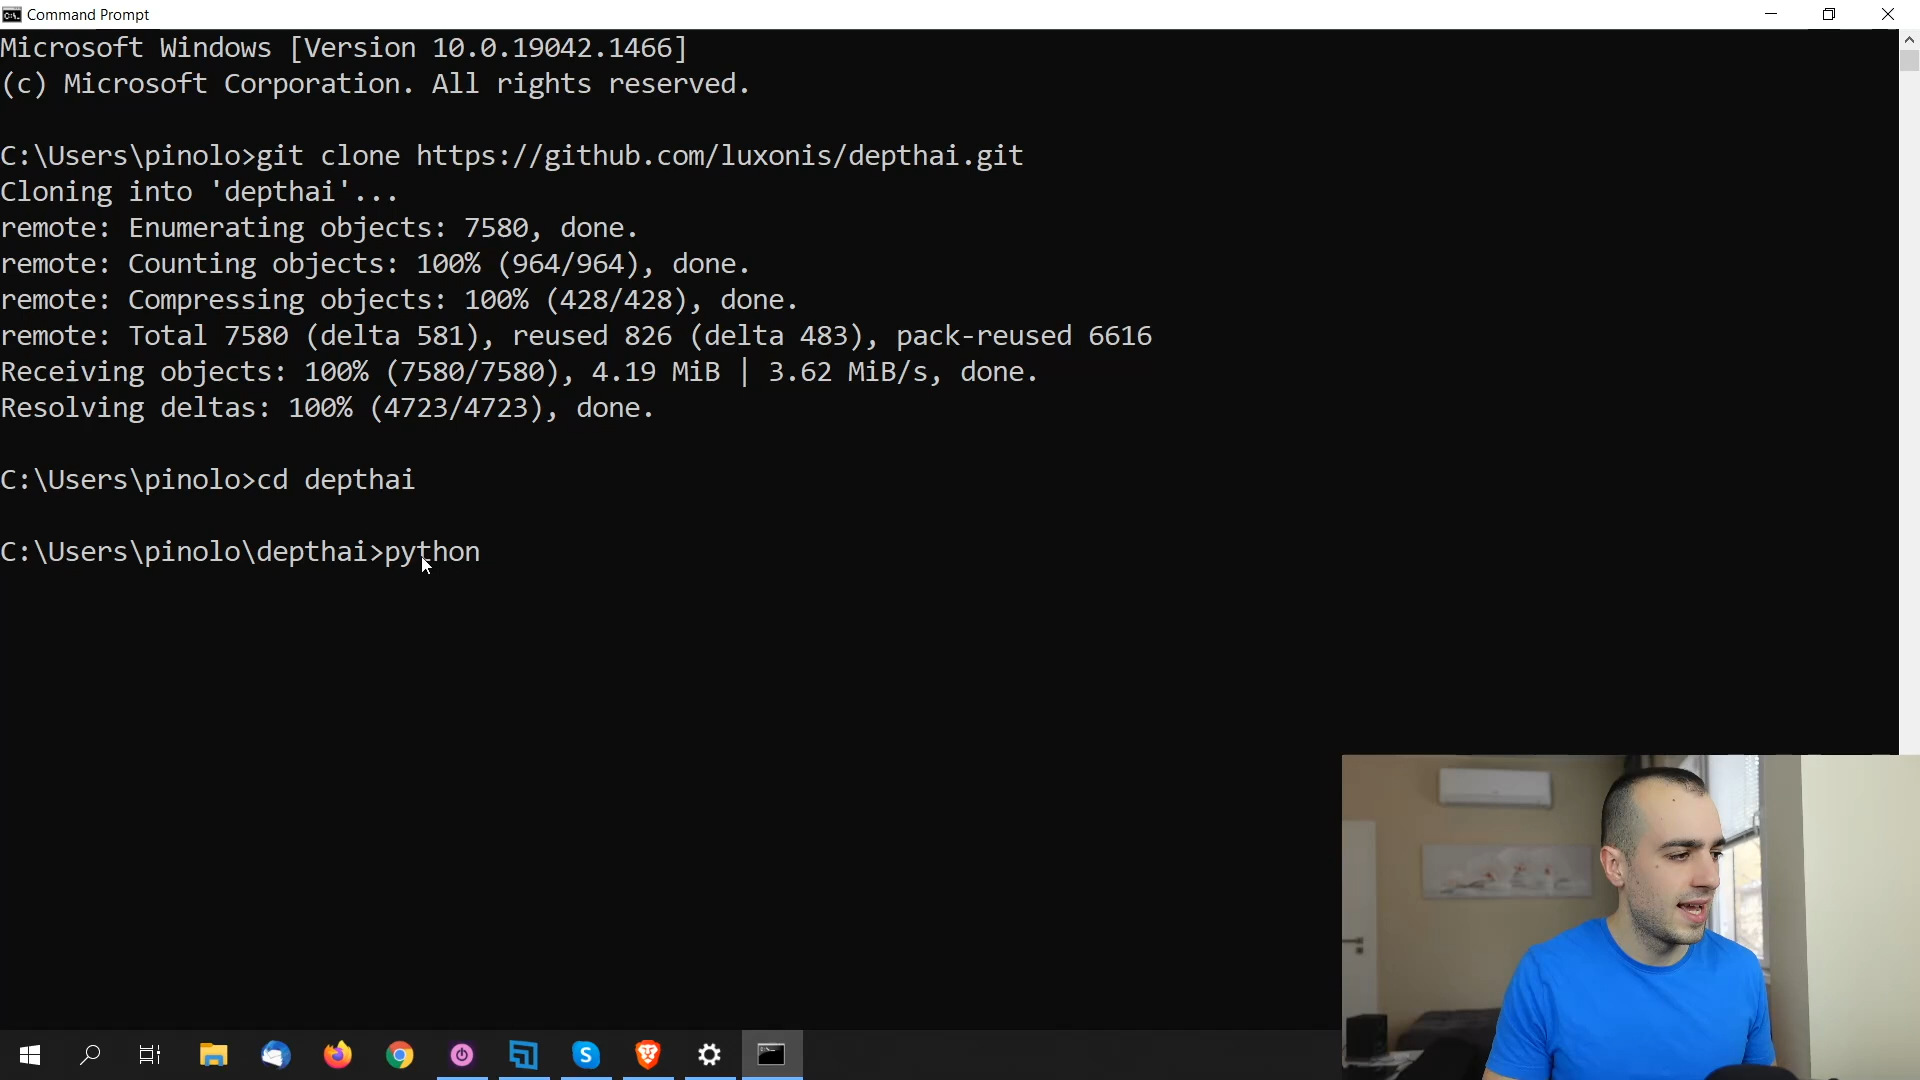 Command Prompt
Microsoft Windows [Version 10.0.19042.1466]
(c) Microsoft Corporation. All rights reserved.
C:\Users\pinolo>git clone https://github.com/luxonis/depthai.git
Cloning into 'depthai'...
remote: Enumerating objects: 7580, done.
remote: Counting objects: 100% (964/964), done.
remote: Compressing objects: 100% (428/428), done.
remote: Total 7580 (delta 581), reused 826 (delta 483), pack-reused 6616
Receiving objects: 100% (7580/7580), 4.19 MiB | 3.62 MiB/s, done.
Resolving deltas: 100% (4723/4723), done.
C:\Users\pinolo>cd depthai
C:\Users\pinolo\depthai>python